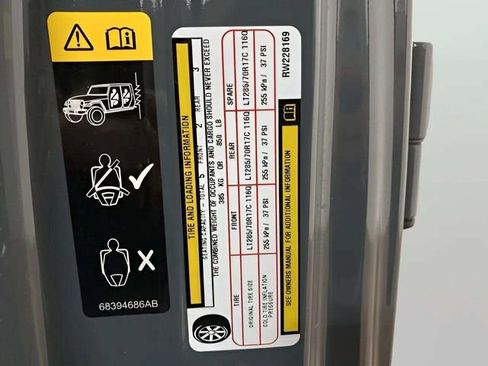 68394686AB
TIRE AND LOADING INFORMATION
SEATING CAPACITY - TOTAL 5 FRONT 2 REAR 3
THE COMBINED WEIGHT OF OCCUPANTS AND CARGO SHOULD NEVER EXCEED
385 KG OR 850 LB
TIRE FRONT REAR SPARE
ORIGINAL TIRE SIZE LT285/70R17C 116Q LT285/70R17C 116Q LT285/70R17C 116Q
COLD TIRE INFLATION PRESSURE 255 kPa/ 37 PSI 255 kPa/ 37 PSI 255 kPa/ 37 PSI
SEE OWNERS MANUAL FOR ADDITIONAL INFORMATION
RW228169